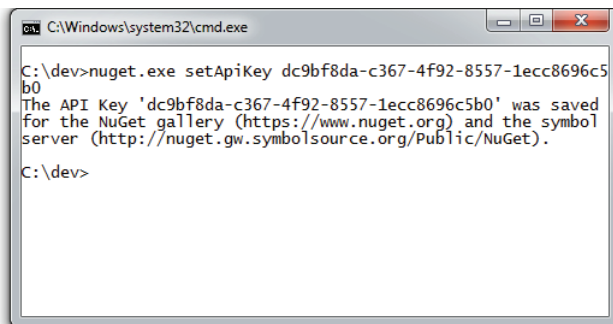 C:\Windows\system32\cmd.exe
C:\dev>nuget.exe setApiKey dc9bf8da-c367-4f92-8557-1ecc8696c5
b0
The API Key 'dc9bf8da-c367-4f92-8557-1ecc8696c5b0' was saved
for the NuGet gallery (https://www.nuget.org) and the symbol
server (http://nuget.gw.symbolsource.org/Public/NuGet).
C:\dev>